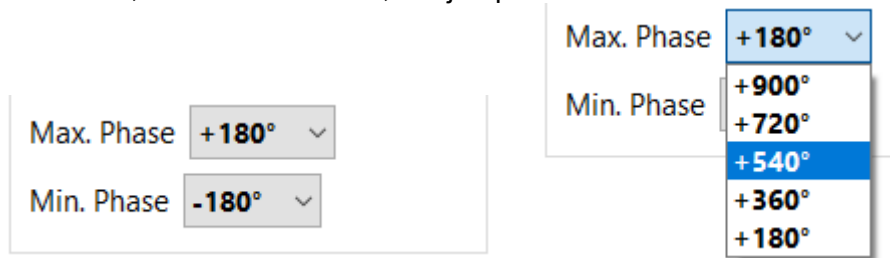 Max. Phase +180°
Min. Phase -180°
Max. Phase +180°
Min. Phase
+900°
+720°
+540°
+360°
+180°